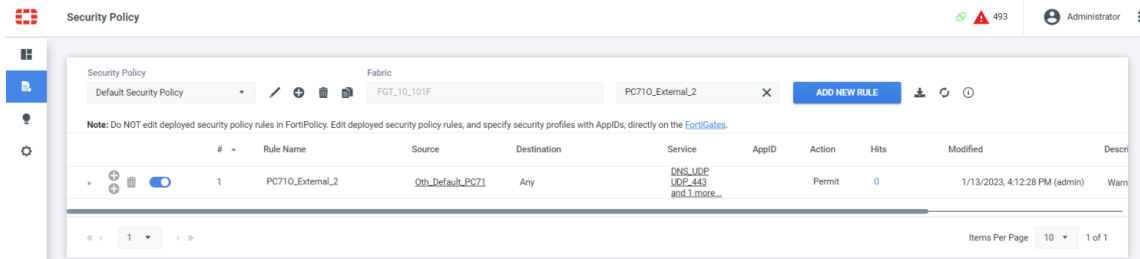 Security Policy
493
Administrator
Security Policy
Fabric
Default Security Policy
FGT_10_101F
PC71O_External_2
ADD NEW RULE
Note: Do NOT edit deployed security policy rules in FortiPolicy. Edit deployed security policy rules, and specify security profiles with AppIDs, directly on the FortiGates.
# Rule Name Source Destination Service AppID Action Hits Modified Descri
1 PC71O_External_2 Oth_Default_PC71 Any DNS_UDP Permit 0 1/13/2023, 4:12:28 PM (admin) Warn
UDP_443
and 1 more...
1
Items Per Page 10 1 of 1